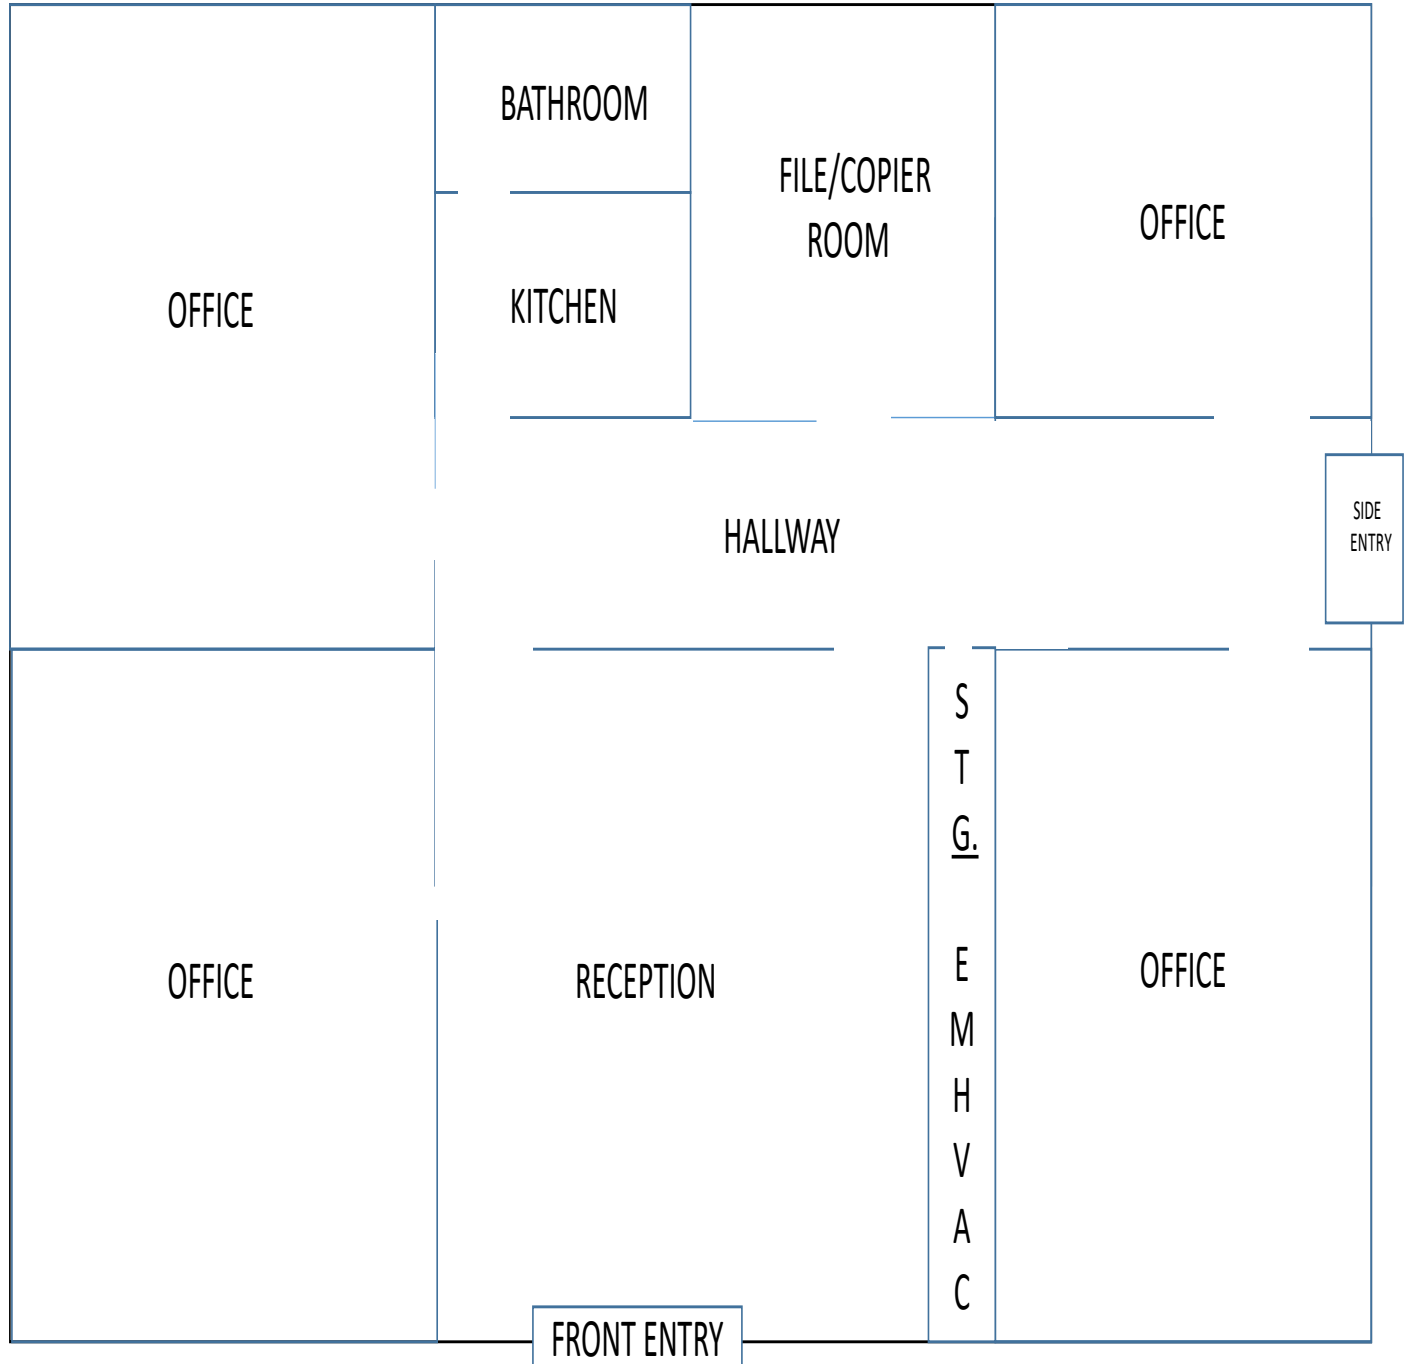 BATHROOM
FILE/COPIER
ROOM
OFFICE
OFFICE
KITCHEN
HALLWAY
SIDE
ENTRY
S
T
G.
E
M
H
V
A
C
OFFICE
RECEPTION
OFFICE
FRONT ENTRY